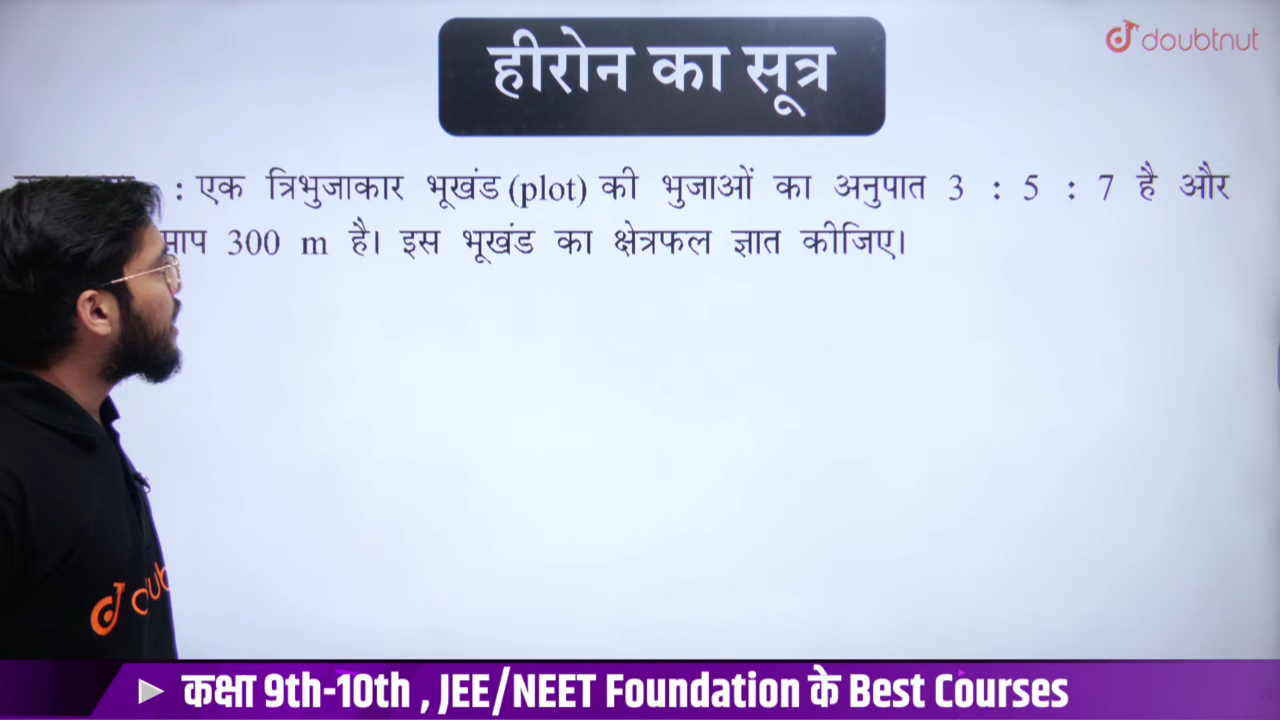 हीरोन का सूत्र
doubtnut
: एक त्रिभुजाकार भूखंड (plot) की भुजाओं का अनुपात 3 : 5 : 7 है और
माप 300 m है। इस भूखंड का क्षेत्रफल ज्ञात कीजिए।
कक्षा 9th-10th , JEE/NEET Foundation के Best Courses